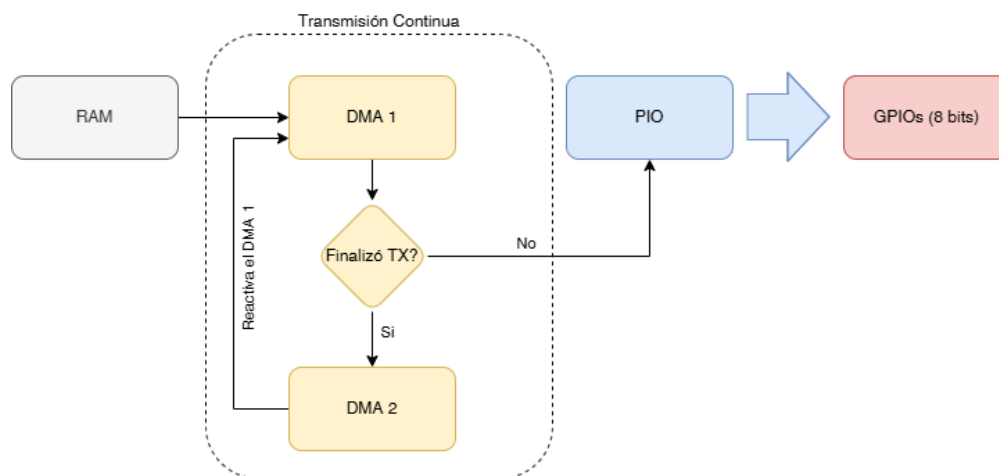 Transmisión Continua
RAM
DMA 1
PIO
GPIOs (8 bits)
Reactiva el DMA 1
Finalizó TX?
No
Si
DMA 2